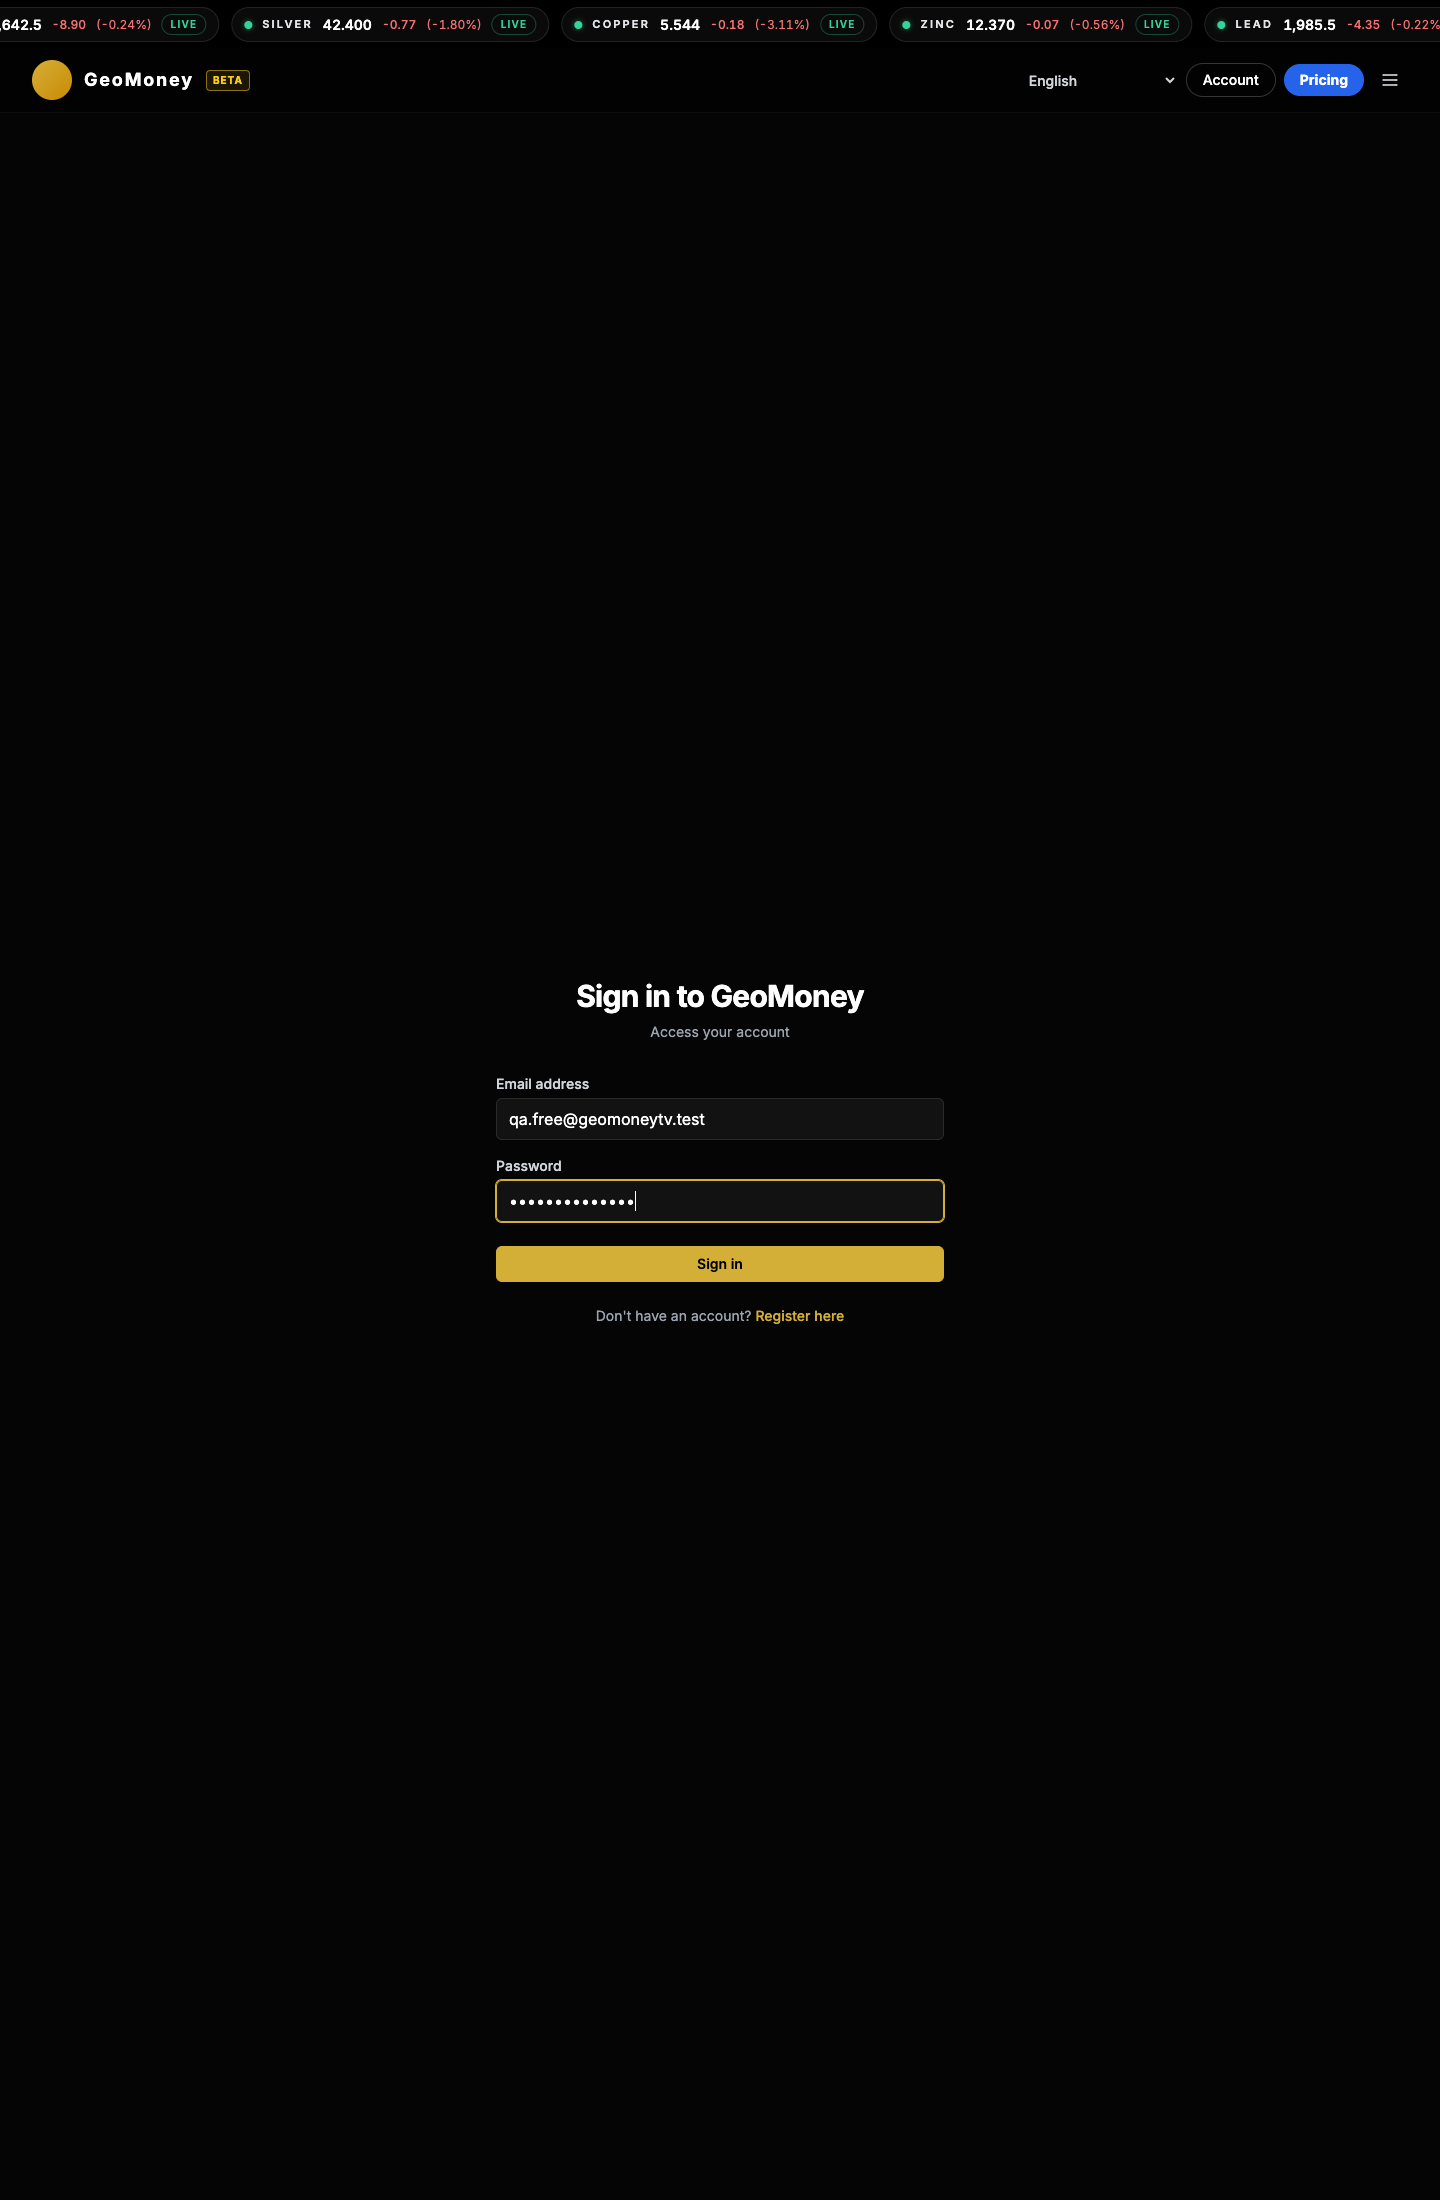 ,642.5 -8.90 (-0.24%) LIVE SILVER 42.400 -0.77 (-1.80%) LIVE COPPER 5.544 -0.18 (-3.11%) LIVE ZINC 12.370 -0.07 (-0.56%) LIVE LEAD 1,985.5 -4.35 (-0.22%
GeoMoney BETA English Account Pricing
Sign in to GeoMoney
Access your account
Email address
qa.free@geomoneytv.test
Password
••••••••••••••
Sign in
Don't have an account? Register here